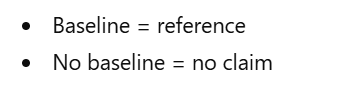 • Baseline = reference
• No baseline = no claim